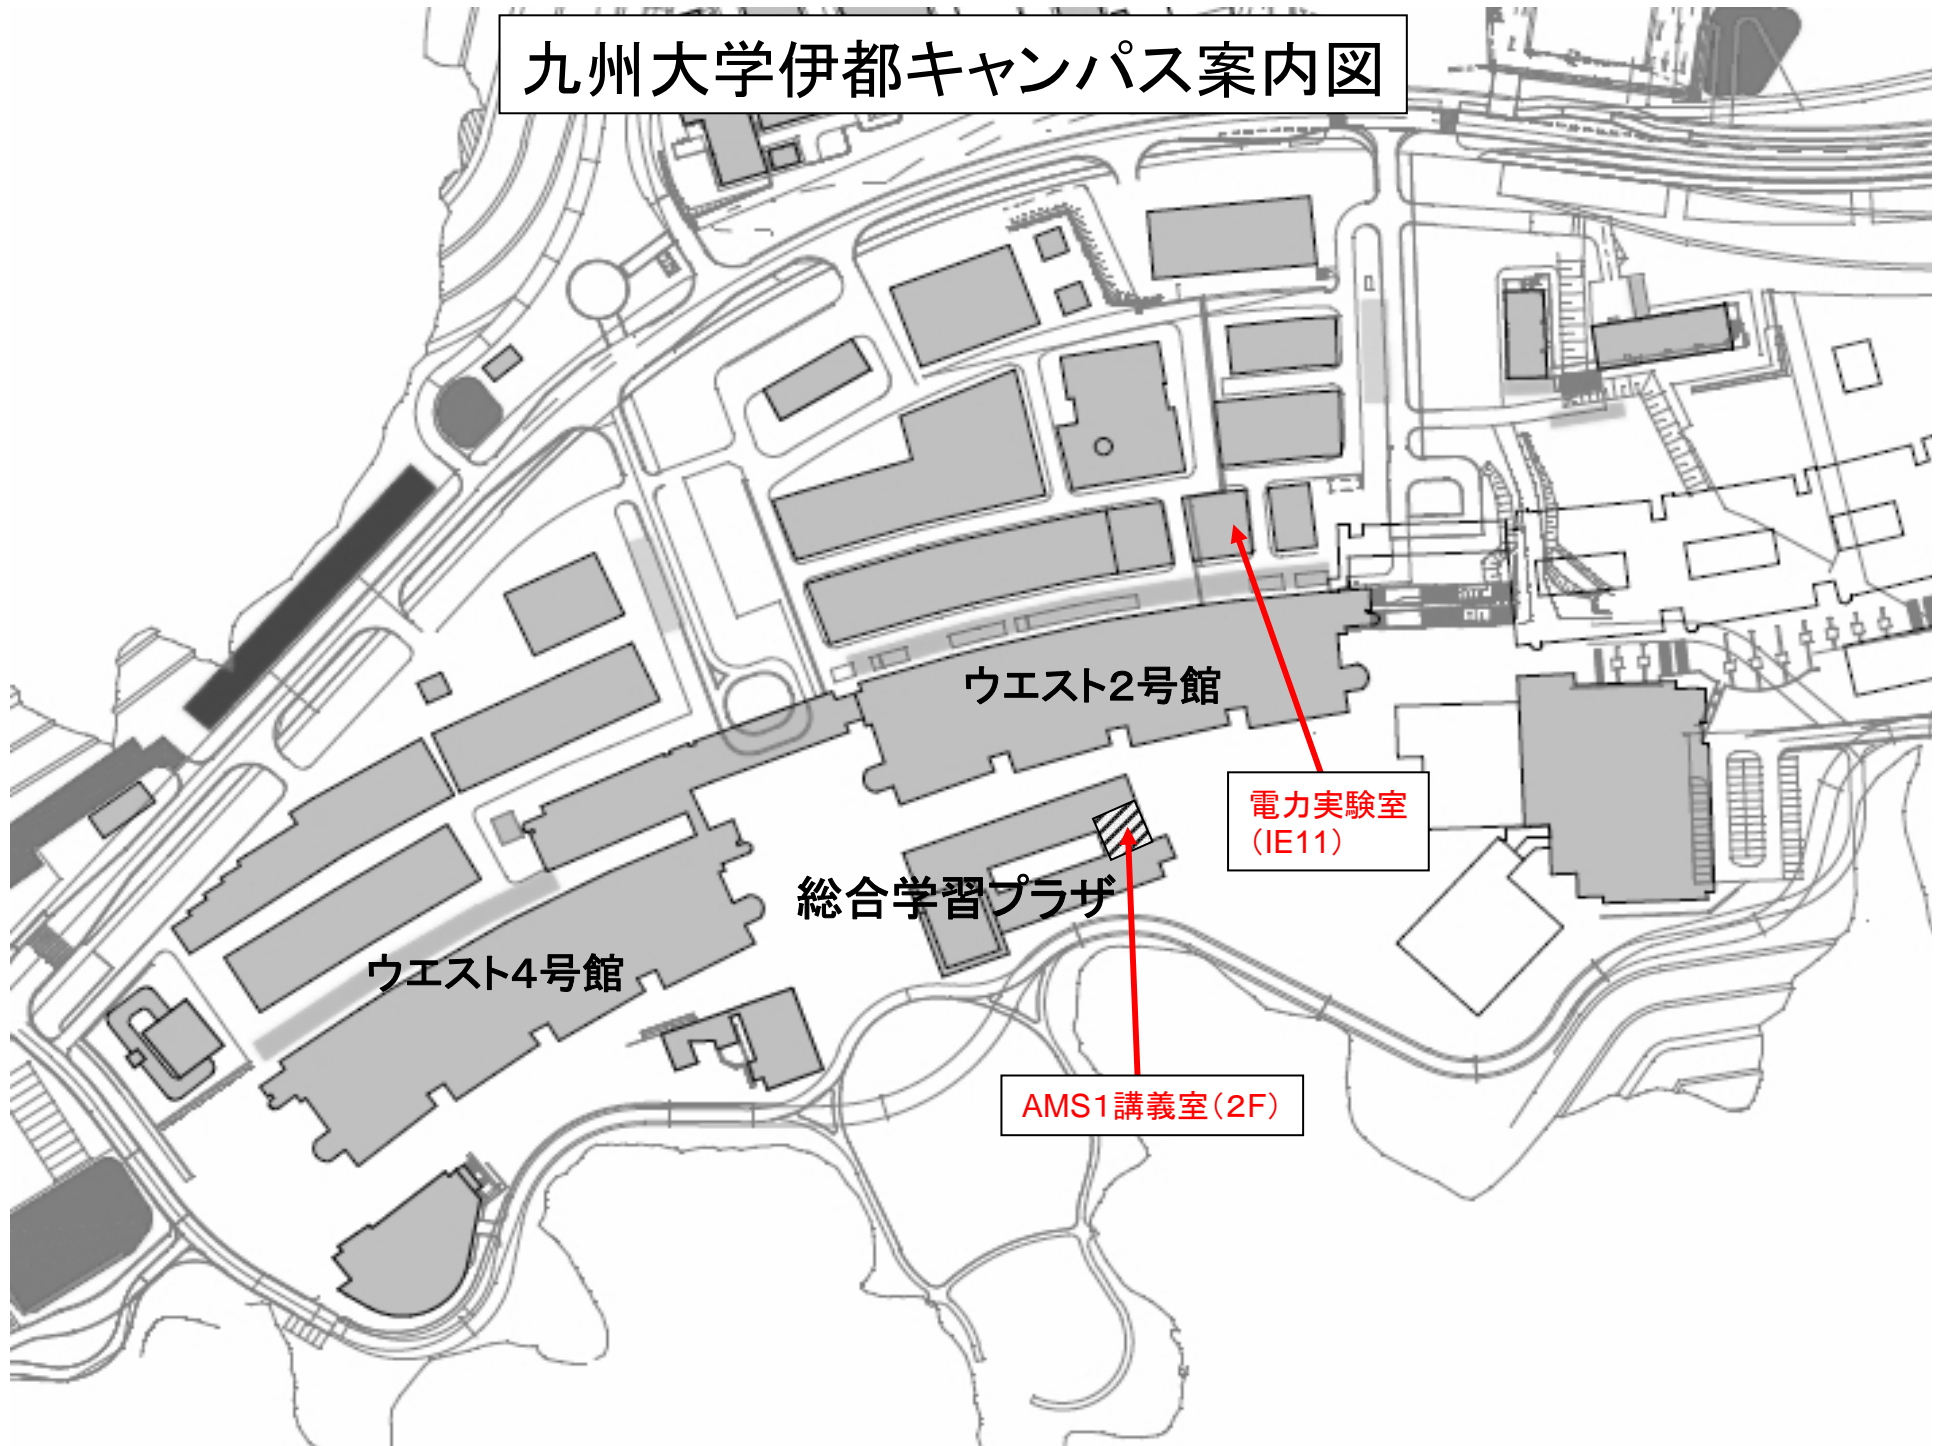 九州大学伊都キャンパス案内図
ウエスト2号館
電力実験室
（IE11）
総合学習プラザ
ウエスト4号館
AMS1講義室（2F）